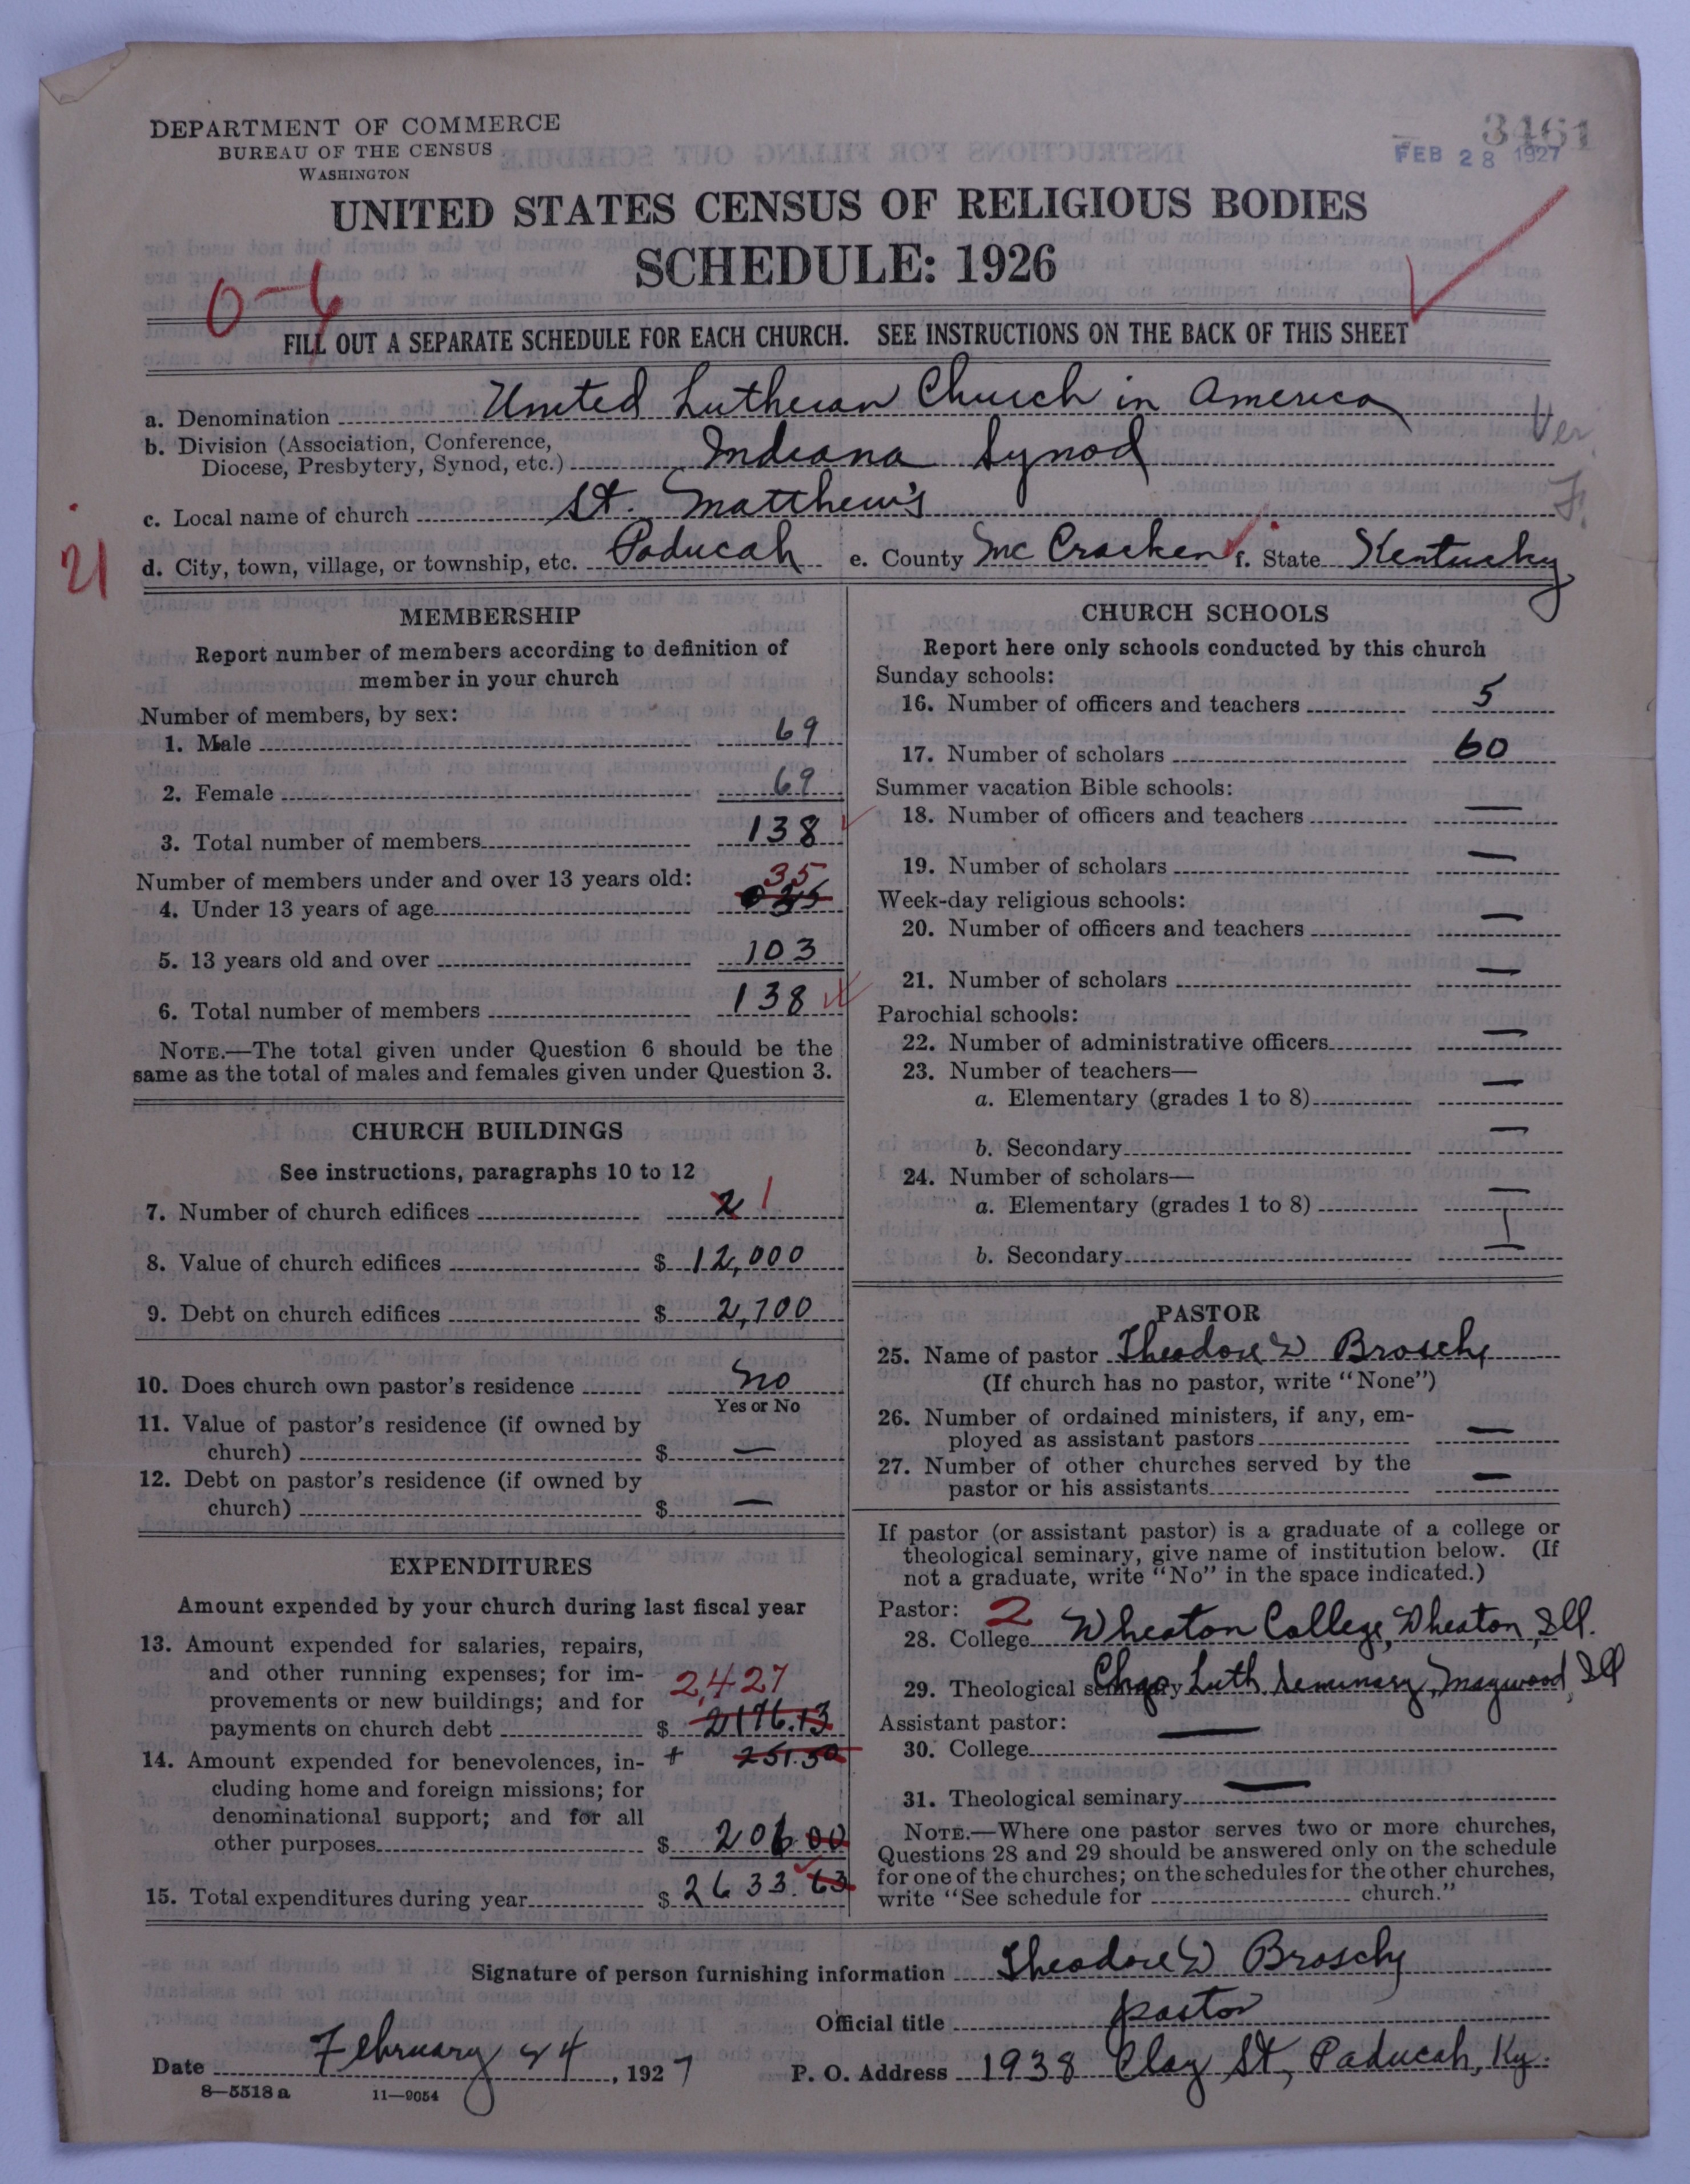 DEPARTMENT OF COMMERCE
BUREAU OF THE CENSUS
WASHINGTON
3461
FEB 28 1927
UNITED STATES CENSUS OF RELIGIOUS BODIES
SCHEDULE: 1926
FILL OUT A SEPARATE SCHEDULE FOR EACH CHURCH. SEE INSTRUCTIONS ON THE BACK OF THIS SHEET
a. Denomination United Lutheran Church in America
Ver
b. Division (Association, Conference,
Diocese, Presbytery, Synod, etc.) Indiana Synod
c. Local name of church St. Matthew's
21
d. City, town, village, or township, etc. Paducah e. County McCracken f. State Kentucky
MEMBERSHIP
Report number of members according to definition of
member in your church
Number of members, by sex:
1. Male 69
2. Female 69
3. Total number of members 138
Number of members under and over 13 years old:
35
4. Under 13 years of age
5. 13 years old and over 103
6. Total number of members 138
NOTE.—The total given under Question 6 should be the
same as the total of males and females given under Question 3.
CHURCH BUILDINGS
See instructions, paragraphs 10 to 12
7. Number of church edifices 2 1
8. Value of church edifices $ 12,000
9. Debt on church edifices $ 2,700
10. Does church own pastor's residence no
Yes or No
11. Value of pastor's residence (if owned by
church) $ —
12. Debt on pastor's residence (if owned by
church) $ —
EXPENDITURES
Amount expended by your church during last fiscal year
13. Amount expended for salaries, repairs,
and other running expenses; for im-
provements or new buildings; and for 2,427
payments on church debt $ 2176.13
14. Amount expended for benevolences, in- + 251.50
cluding home and foreign missions; for
denominational support; and for all
other purposes $ 206.00
15. Total expenditures during year $ 2633.63
CHURCH SCHOOLS
Report here only schools conducted by this church
Sunday schools:
16. Number of officers and teachers 5
17. Number of scholars 60
Summer vacation Bible schools:
18. Number of officers and teachers —
19. Number of scholars —
Week-day religious schools:
20. Number of officers and teachers —
21. Number of scholars —
Parochial schools:
22. Number of administrative officers —
23. Number of teachers—
a. Elementary (grades 1 to 8) —
b. Secondary —
24. Number of scholars—
a. Elementary (grades 1 to 8) —
b. Secondary —
PASTOR
25. Name of pastor Theodore D Broschy
(If church has no pastor, write "None")
26. Number of ordained ministers, if any, em-
ployed as assistant pastors —
27. Number of other churches served by the
pastor or his assistants —
If pastor (or assistant pastor) is a graduate of a college or
theological seminary, give name of institution below. (If
not a graduate, write "No" in the space indicated.)
Pastor: 2
28. College Wheaton College, Wheaton, Ill.
29. Theological seminary Chgo Luth Seminary, Maywood, Ill
Assistant pastor:
30. College —
31. Theological seminary —
NOTE.—Where one pastor serves two or more churches,
Questions 28 and 29 should be answered only on the schedule
for one of the churches; on the schedules for the other churches,
write "See schedule for church."
Signature of person furnishing information Theodore D Broschy
Official title pastor
Date February 24, 1927 P. O. Address 1938 Clay St, Paducah, Ky.
8—5518a 11—9054